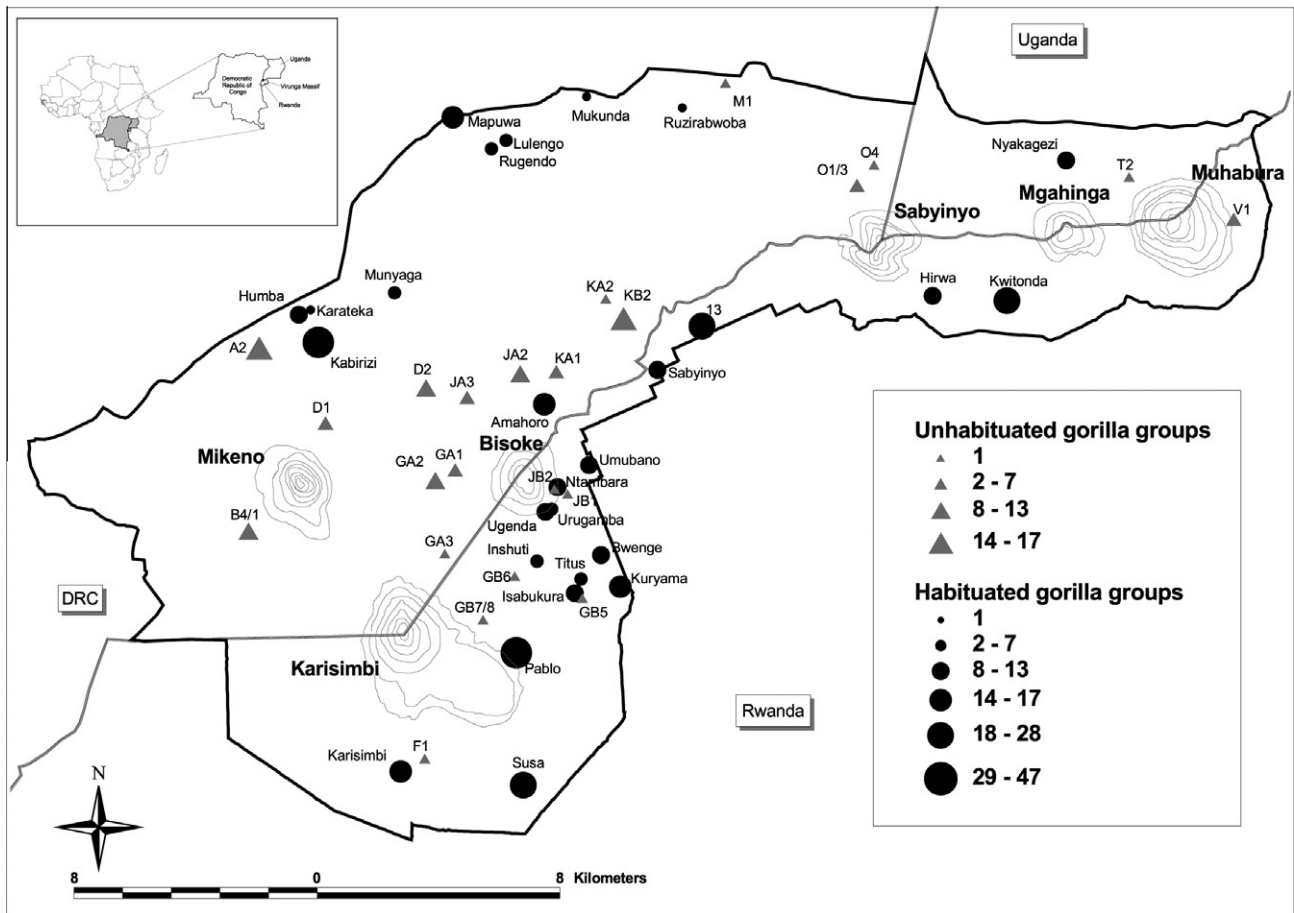 Uganda
Uganda
Democratic
Republic of
Congo
Virunga Massif
Rwanda
M1
Mukunda
Ruzirabwoba
Mapuwa
Lulengo
Rugendo
Nyakagezi
O4
T2
O1/3
Muhabura
Mgahinga
Sabyinyo
V1
Munyaga
KA2
Hirwa
Kwitonda
Humba
Karateka
KB2
13
A2
Kabirizi
JA2
KA1
D2
Sabyinyo
JA3
D1
Amahoro
Bisoke
Mikeno
GA1
GA2
Umubano
JB2
Ntambara
JB1
B4/1
Ugenda
Urugamba
GA3
Inshuti
Bwenge
Titus
GB6
Kuryama
Isabukura
GB5
DRC
GB7/8
Karisimbi
Pablo
Rwanda
Karisimbi
F1
Susa
Unhabituated gorilla groups
1
2 - 7
8 - 13
14 - 17
Habituated gorilla groups
1
2 - 7
8 - 13
14 - 17
18 - 28
29 - 47
N
8
0
8
Kilometers